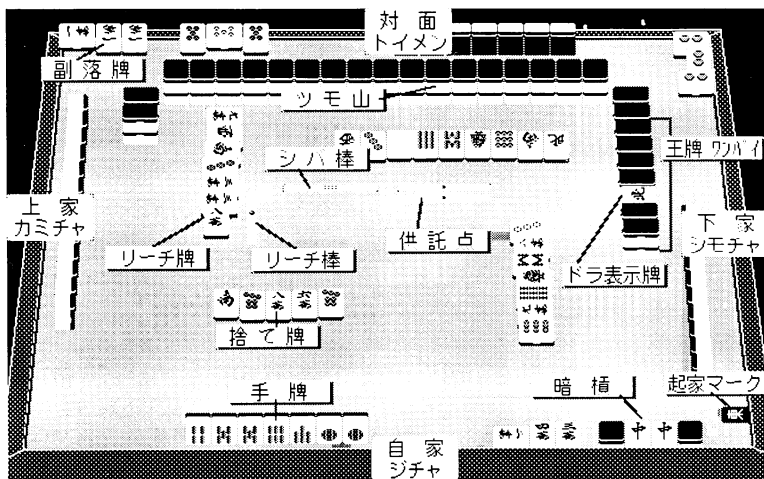 対面
トイメン
副落牌
ツモ山
王牌 ワンパイ
シバ棒
上家
カミチャ
下家
シモチャ
供託点
リーチ牌
リーチ棒
ドラ表示牌
捨て牌
手牌
暗槓
起家マーク
自家
ジチャ